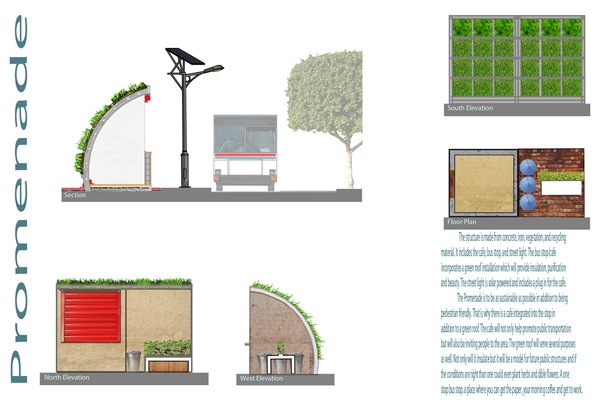 Promenade
Section
South Elevation
Floor Plan
The structure is made from concrete, iron, vegetation, and recycling
material. It includes the cafe, bus stop, and street light. The bus stop/cafe
incorporates a green roof installation which will provide insulation, purification
and beauty. The street light is solar powered and includes a plug in for the cafe.
The Promenade is to be as sustainable as possible in addition to being
pedestrian friendly. That is why there is a cafe integrated into the stop in
addition to a green roof. The cafe will not only help promote public transportation
but will also be inviting people to the area. The green roof will serve several purposes
as well. Not only will it insulate but it will be a model for future public structures and if
the conditions are right than one could even plant herbs and dible flowers. A one
stop bus stop, a place where you can get the paper, your morning coffee and get to work.
North Elevation
West Elevation